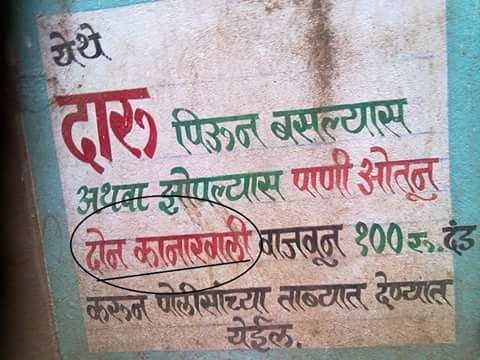 येथे
दारू पिऊन बसल्यास
अथवा झोपल्यास पाणी ओतून
दोन कानाखाली वाजवून १०० रू. दंड
करून पोलीसांच्या ताब्यात देण्यात
येईल.